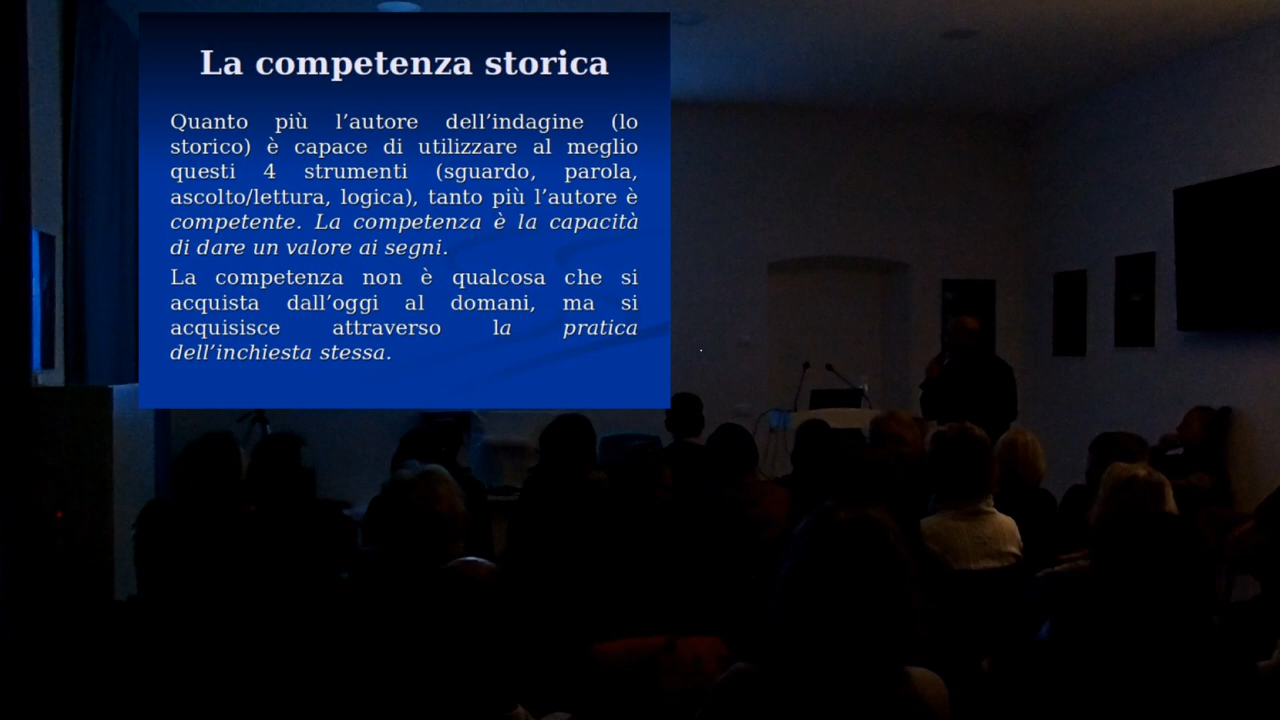 La competenza storica
Quanto più l’autore dell’indagine (lo
storico) è capace di utilizzare al meglio
questi 4 strumenti (sguardo, parola,
ascolto/lettura, logica), tanto più l’autore è
competente. La competenza è la capacità
di dare un valore ai segni.
La competenza non è qualcosa che si
acquista dall’oggi al domani, ma si
acquisisce attraverso la pratica
dell’inchiesta stessa.